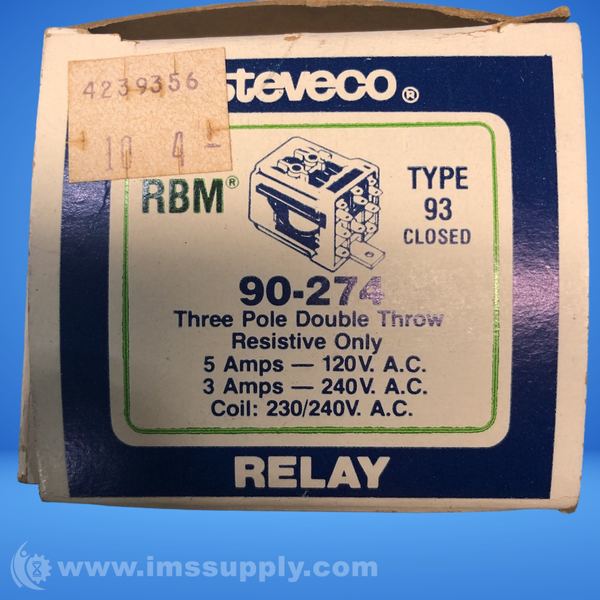 4239356
10 4 -
steveco®
RBM®
TYPE
93
CLOSED
90-274
Three Pole Double Throw
Resistive Only
5 Amps — 120V. A.C.
3 Amps — 240V. A.C.
Coil: 230/240V. A.C.
RELAY
www.imssupply.com